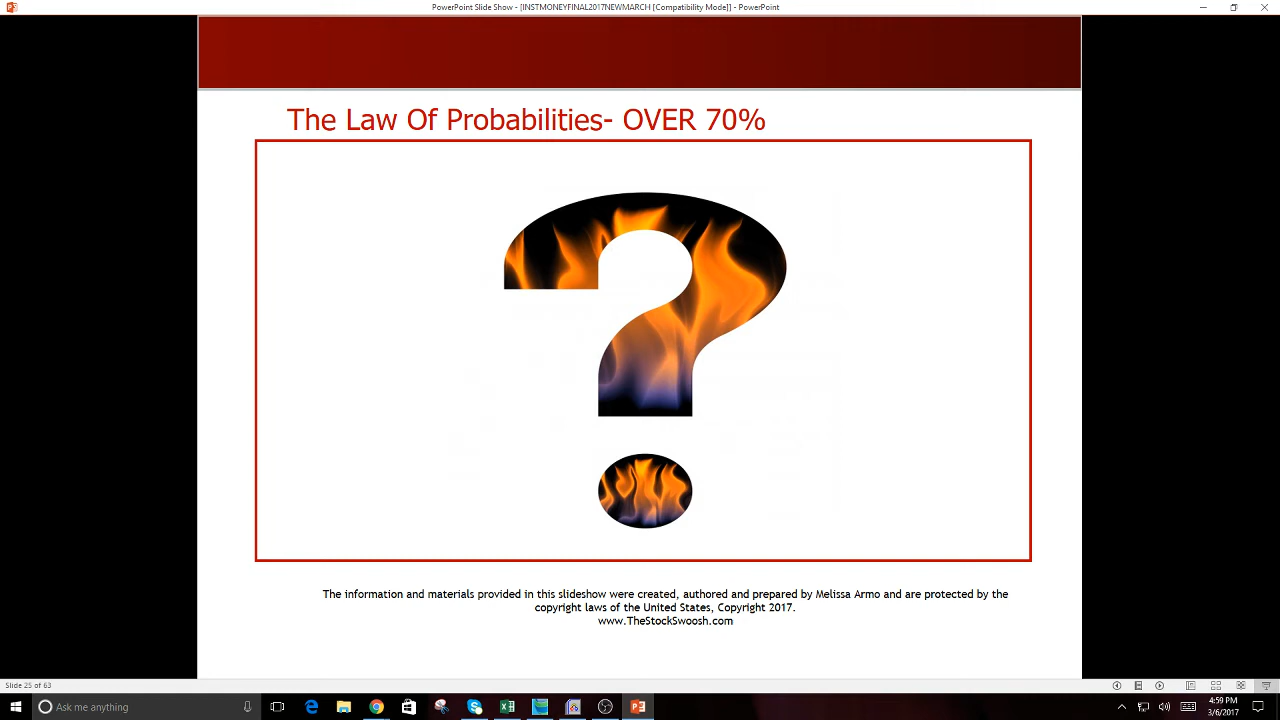 PowerPoint Slide Show - [INSTMONEYFINAL2017NEWMARCH [Compatibility Mode]] - PowerPoint
The Law Of Probabilities- OVER 70%
?
The information and materials provided in this slideshow were created, authored and prepared by Melissa Armo and are protected by the
copyright laws of the United States, Copyright 2017.
www.TheStockSwoosh.com
Slide 25 of 63
Ask me anything
4:59 PM
3/6/2017